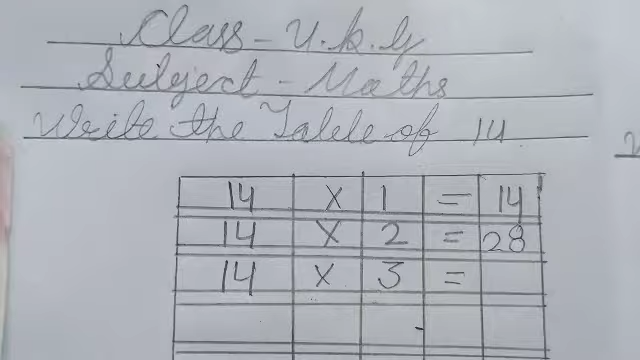 Class - U.k.G
Subject - Maths
Write the Table of 14
14 X 1 = 14
14 X 2 = 28
14 X 3 =